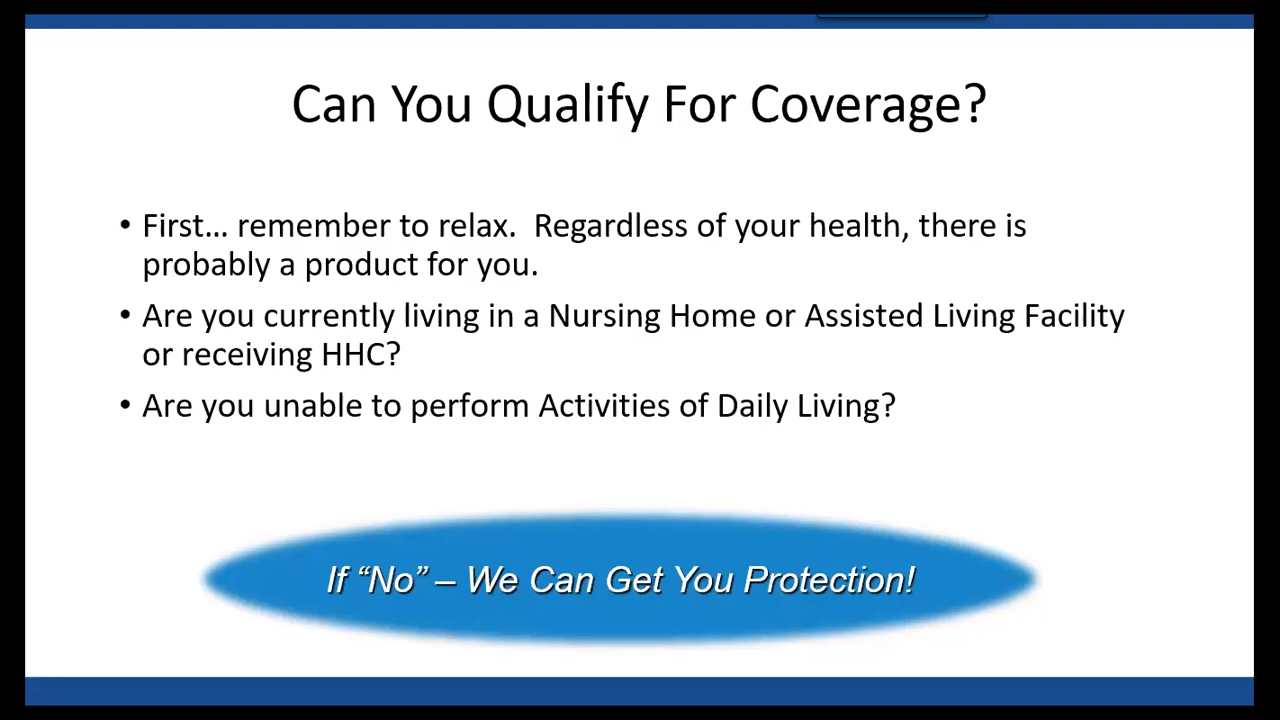 Can You Qualify For Coverage?
• First... remember to relax.  Regardless of your health, there is
probably a product for you.
• Are you currently living in a Nursing Home or Assisted Living Facility
or receiving HHC?
• Are you unable to perform Activities of Daily Living?
If “No” – We Can Get You Protection!